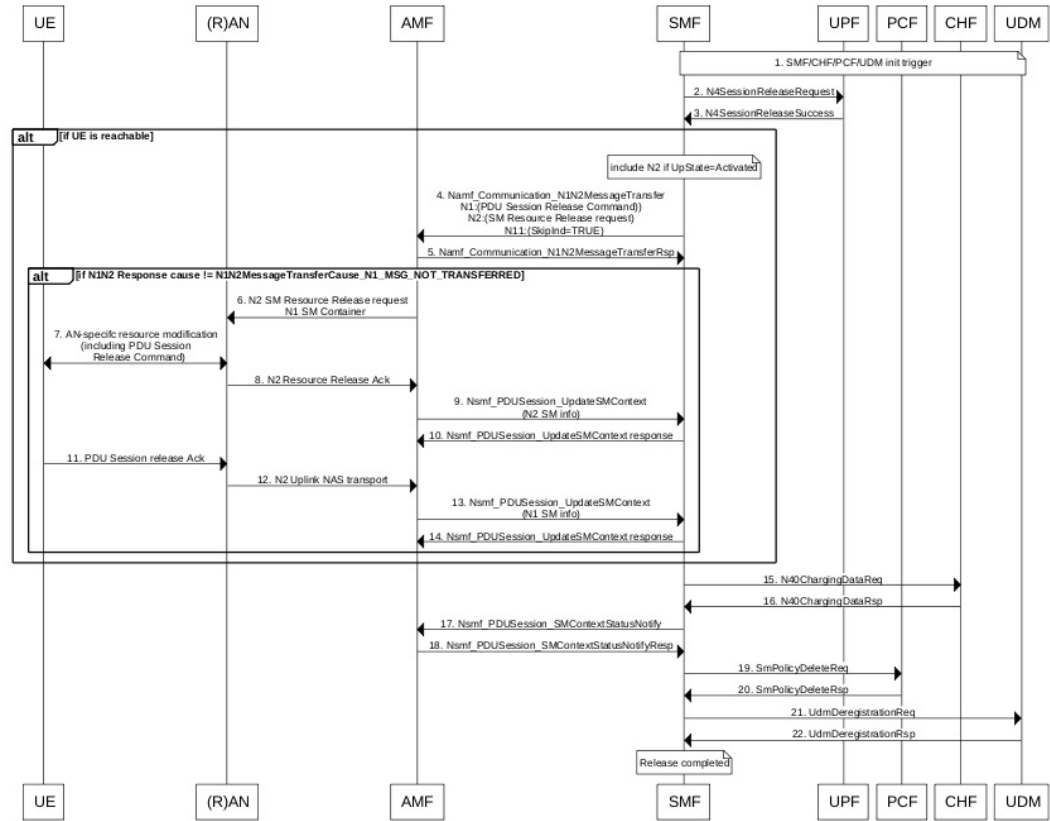 UE
(R)AN
AMF
SMF
UPF
PCF
CHF
UDM
1. SMF/CHF/PCF/UDM init trigger
2. N4SessionReleaseRequest
3. N4SessionReleaseSuccess
alt
[if UE is reachable]
include N2 if UpState=Activated
4. Namf_Communication_N1N2MessageTransfer
N1:(PDU Session Release Command))
N2:(SM Resource Release request)
N11:(SkipInd=TRUE)
5. Namf_Communication_N1N2MessageTransferRsp
alt
[if N1N2 Response cause != N1N2MessageTransferCause_N1_MSG_NOT_TRANSFERRED]
6. N2 SM Resource Release request
N1 SM Container
7. AN-specifc resource modification
(including PDU Session
Release Command)
8. N2 Resource Release Ack
9. Nsmf_PDUSession_UpdateSMContext
(N2 SM info)
10. Nsmf_PDUSession_UpdateSMContext response
11. PDU Session release Ack
12. N2 Uplink NAS transport
13. Nsmf_PDUSession_UpdateSMContext
(N1 SM info)
14. Nsmf_PDUSession_UpdateSMContext response
15. N40ChargingDataReq
16. N40ChargingDataRsp
17. Nsmf_PDUSession_SMContextStatusNotify
18. Nsmf_PDUSession_SMContextStatusNotifyResp
19. SmPolicyDeleteReq
20. SmPolicyDeleteRsp
21. UdmDeregistrationReq
22. UdmDeregistrationRsp
Release completed
UE
(R)AN
AMF
SMF
UPF
PCF
CHF
UDM